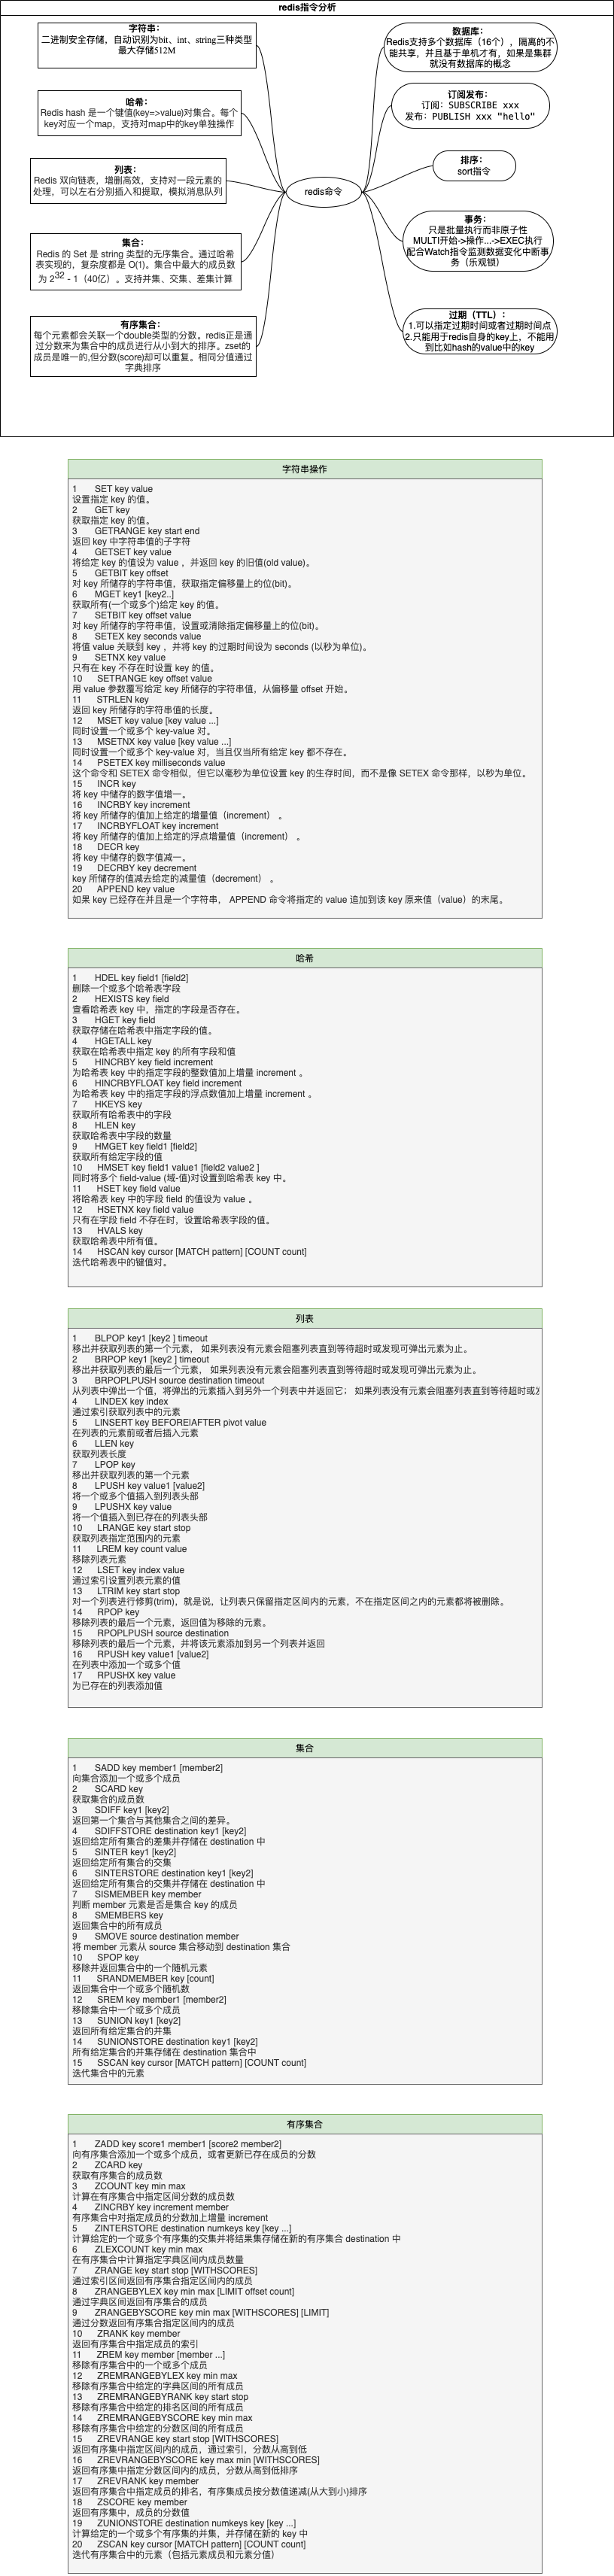 redis指令分析
字符串：
二进制安全存储，自动识别为bit、int、string三种类型
最大存储512M
哈希：
Redis hash 是一个键值(key=>value)对集合。每个
key对应一个map，支持对map中的key单独操作
列表：
Redis 双向链表，增删高效，支持对一段元素的
处理，可以左右分别插入和提取，模拟消息队列
集合：
Redis 的 Set 是 string 类型的无序集合。通过哈
希表实现的，复杂度都是 O(1)。集合中最大的成员数
为 2^32 - 1（40亿）。支持并集、交集、差集计算
有序集合：
每个元素都会关联一个double类型的分数。redis正是通
过分数来为集合中的成员进行从小到大的排序。zset的
成员是唯一的,但分数(score)却可以重复。相同分值通过
字典排序
redis命令
数据库：
Redis支持多个数据库（16个），隔离的不
能共享，并且基于单机才有，如果是集群
就没有数据库的概念
订阅发布：
订阅：SUBSCRIBE xxx
发布：PUBLISH xxx "hello"
排序：
sort指令
事务：
只是批量执行而非原子性
MULTI开始->操作...->EXEC执行
配合Watch指令监测数据变化中断事
务（乐观锁）
过期（TTL）：
1.可以指定过期时间或者过期时间点
2.只能用于redis自身的key上，不能用
到比如hash的value中的key
字符串操作
1 SET key value
设置指定 key 的值。
2 GET key
获取指定 key 的值。
3 GETRANGE key start end
返回 key 中字符串值的子字符
4 GETSET key value
将给定 key 的值设为 value ，并返回 key 的旧值(old value)。
5 GETBIT key offset
对 key 所储存的字符串值，获取指定偏移量上的位(bit)。
6 MGET key1 [key2..]
获取所有(一个或多个)给定 key 的值。
7 SETBIT key offset value
对 key 所储存的字符串值，设置或清除指定偏移量上的位(bit)。
8 SETEX key seconds value
将值 value 关联到 key ，并将 key 的过期时间设为 seconds (以秒为单位)。
9 SETNX key value
只有在 key 不存在时设置 key 的值。
10 SETRANGE key offset value
用 value 参数覆写给定 key 所储存的字符串值，从偏移量 offset 开始。
11 STRLEN key
返回 key 所储存的字符串值的长度。
12 MSET key value [key value ...]
同时设置一个或多个 key-value 对。
13 MSETNX key value [key value ...]
同时设置一个或多个 key-value 对，当且仅当所有给定 key 都不存在。
14 PSETEX key milliseconds value
这个命令和 SETEX 命令相似，但它以毫秒为单位设置 key 的生存时间，而不是像 SETEX 命令那样，以秒为单位。
15 INCR key
将 key 中储存的数字值增一。
16 INCRBY key increment
将 key 所储存的值加上给定的增量值（increment） 。
17 INCRBYFLOAT key increment
将 key 所储存的值加上给定的浮点增量值（increment） 。
18 DECR key
将 key 中储存的数字值减一。
19 DECRBY key decrement
key 所储存的值减去给定的减量值（decrement） 。
20 APPEND key value
如果 key 已经存在并且是一个字符串， APPEND 命令将指定的 value 追加到该 key 原来值（value）的末尾。
哈希
1 HDEL key field1 [field2]
删除一个或多个哈希表字段
2 HEXISTS key field
查看哈希表 key 中，指定的字段是否存在。
3 HGET key field
获取存储在哈希表中指定字段的值。
4 HGETALL key
获取在哈希表中指定 key 的所有字段和值
5 HINCRBY key field increment
为哈希表 key 中的指定字段的整数值加上增量 increment 。
6 HINCRBYFLOAT key field increment
为哈希表 key 中的指定字段的浮点数值加上增量 increment 。
7 HKEYS key
获取所有哈希表中的字段
8 HLEN key
获取哈希表中字段的数量
9 HMGET key field1 [field2]
获取所有给定字段的值
10 HMSET key field1 value1 [field2 value2 ]
同时将多个 field-value (域-值)对设置到哈希表 key 中。
11 HSET key field value
将哈希表 key 中的字段 field 的值设为 value 。
12 HSETNX key field value
只有在字段 field 不存在时，设置哈希表字段的值。
13 HVALS key
获取哈希表中所有值。
14 HSCAN key cursor [MATCH pattern] [COUNT count]
迭代哈希表中的键值对。
列表
1 BLPOP key1 [key2 ] timeout
移出并获取列表的第一个元素， 如果列表没有元素会阻塞列表直到等待超时或发现可弹出元素为止。
2 BRPOP key1 [key2 ] timeout
移出并获取列表的最后一个元素， 如果列表没有元素会阻塞列表直到等待超时或发现可弹出元素为止。
3 BRPOPLPUSH source destination timeout
从列表中弹出一个值，将弹出的元素插入到另外一个列表中并返回它； 如果列表没有元素会阻塞列表直到等待超时或
4 LINDEX key index
通过索引获取列表中的元素
5 LINSERT key BEFORE|AFTER pivot value
在列表的元素前或者后插入元素
6 LLEN key
获取列表长度
7 LPOP key
移出并获取列表的第一个元素
8 LPUSH key value1 [value2]
将一个或多个值插入到列表头部
9 LPUSHX key value
将一个值插入到已存在的列表头部
10 LRANGE key start stop
获取列表指定范围内的元素
11 LREM key count value
移除列表元素
12 LSET key index value
通过索引设置列表元素的值
13 LTRIM key start stop
对一个列表进行修剪(trim)，就是说，让列表只保留指定区间内的元素，不在指定区间之内的元素都将被删除。
14 RPOP key
移除列表的最后一个元素，返回值为移除的元素。
15 RPOPLPUSH source destination
移除列表的最后一个元素，并将该元素添加到另一个列表并返回
16 RPUSH key value1 [value2]
在列表中添加一个或多个值
17 RPUSHX key value
为已存在的列表添加值
集合
1 SADD key member1 [member2]
向集合添加一个或多个成员
2 SCARD key
获取集合的成员数
3 SDIFF key1 [key2]
返回第一个集合与其他集合之间的差异。
4 SDIFFSTORE destination key1 [key2]
返回给定所有集合的差集并存储在 destination 中
5 SINTER key1 [key2]
返回给定所有集合的交集
6 SINTERSTORE destination key1 [key2]
返回给定所有集合的交集并存储在 destination 中
7 SISMEMBER key member
判断 member 元素是否是集合 key 的成员
8 SMEMBERS key
返回集合中的所有成员
9 SMOVE source destination member
将 member 元素从 source 集合移动到 destination 集合
10 SPOP key
移除并返回集合中的一个随机元素
11 SRANDMEMBER key [count]
返回集合中一个或多个随机数
12 SREM key member1 [member2]
移除集合中一个或多个成员
13 SUNION key1 [key2]
返回所有给定集合的并集
14 SUNIONSTORE destination key1 [key2]
所有给定集合的并集存储在 destination 集合中
15 SSCAN key cursor [MATCH pattern] [COUNT count]
迭代集合中的元素
有序集合
1 ZADD key score1 member1 [score2 member2]
向有序集合添加一个或多个成员，或者更新已存在成员的分数
2 ZCARD key
获取有序集合的成员数
3 ZCOUNT key min max
计算在有序集合中指定区间分数的成员数
4 ZINCRBY key increment member
有序集合中对指定成员的分数加上增量 increment
5 ZINTERSTORE destination numkeys key [key ...]
计算给定的一个或多个有序集的交集并将结果集存储在新的有序集合 destination 中
6 ZLEXCOUNT key min max
在有序集合中计算指定字典区间内成员数量
7 ZRANGE key start stop [WITHSCORES]
通过索引区间返回有序集合指定区间内的成员
8 ZRANGEBYLEX key min max [LIMIT offset count]
通过字典区间返回有序集合的成员
9 ZRANGEBYSCORE key min max [WITHSCORES] [LIMIT]
通过分数返回有序集合指定区间内的成员
10 ZRANK key member
返回有序集合中指定成员的索引
11 ZREM key member [member ...]
移除有序集合中的一个或多个成员
12 ZREMRANGEBYLEX key min max
移除有序集合中给定的字典区间的所有成员
13 ZREMRANGEBYRANK key start stop
移除有序集合中给定的排名区间的所有成员
14 ZREMRANGEBYSCORE key min max
移除有序集合中给定的分数区间的所有成员
15 ZREVRANGE key start stop [WITHSCORES]
返回有序集中指定区间内的成员，通过索引，分数从高到低
16 ZREVRANGEBYSCORE key max min [WITHSCORES]
返回有序集中指定分数区间内的成员，分数从高到低排序
17 ZREVRANK key member
返回有序集合中指定成员的排名，有序集成员按分数值递减(从大到小)排序
18 ZSCORE key member
返回有序集中，成员的分数值
19 ZUNIONSTORE destination numkeys key [key ...]
计算给定的一个或多个有序集的并集，并存储在新的 key 中
20 ZSCAN key cursor [MATCH pattern] [COUNT count]
迭代有序集合中的元素（包括元素成员和元素分值）